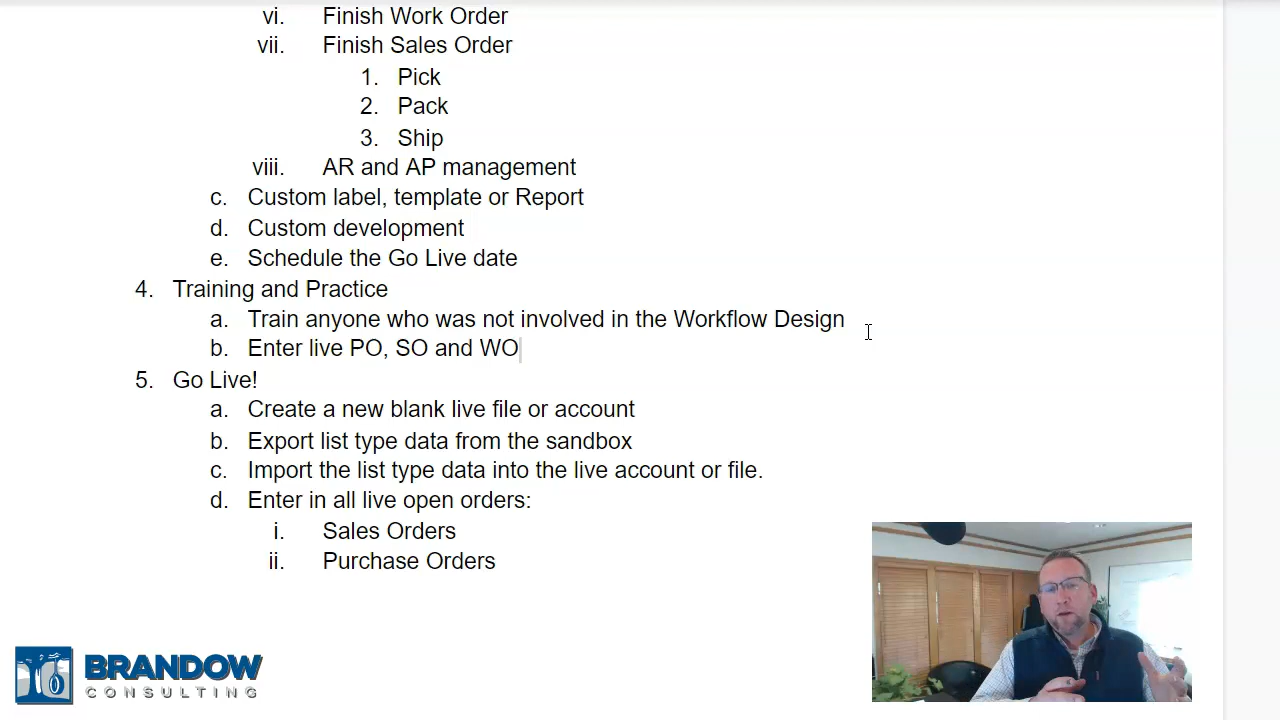 vi. Finish Work Order
vii. Finish Sales Order
1. Pick
2. Pack
3. Ship
viii. AR and AP management
c. Custom label, template or Report
d. Custom development
e. Schedule the Go Live date
4. Training and Practice
a. Train anyone who was not involved in the Workflow Design
b. Enter live PO, SO and WO
5. Go Live!
a. Create a new blank live file or account
b. Export list type data from the sandbox
c. Import the list type data into the live account or file.
d. Enter in all live open orders:
i. Sales Orders
ii. Purchase Orders
BRANDOW
CONSULTING